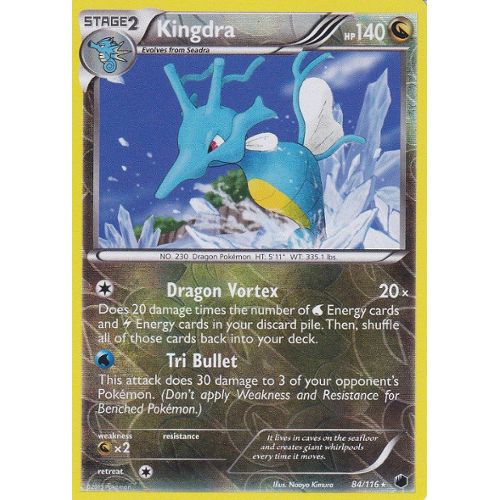 STAGE2
Kingdra
HP140
Evolves from Seadra
NO. 230 Dragon Pokémon HT: 5'11" WT: 335.1 lbs.
Dragon Vortex 20×
Does 20 damage times the number of Energy cards
and Energy cards in your discard pile. Then, shuffle
all of those cards back into your deck.
Tri Bullet
This attack does 30 damage to 3 of your opponent's
Pokémon. (Don't apply Weakness and Resistance for
Benched Pokémon.)
weakness resistance
×2
retreat
It lives in caves on the seafloor
and creates giant whirlpools
every time it moves.
©2013 Pokémon
Illus. Naoyo Kimura
84/116 ★